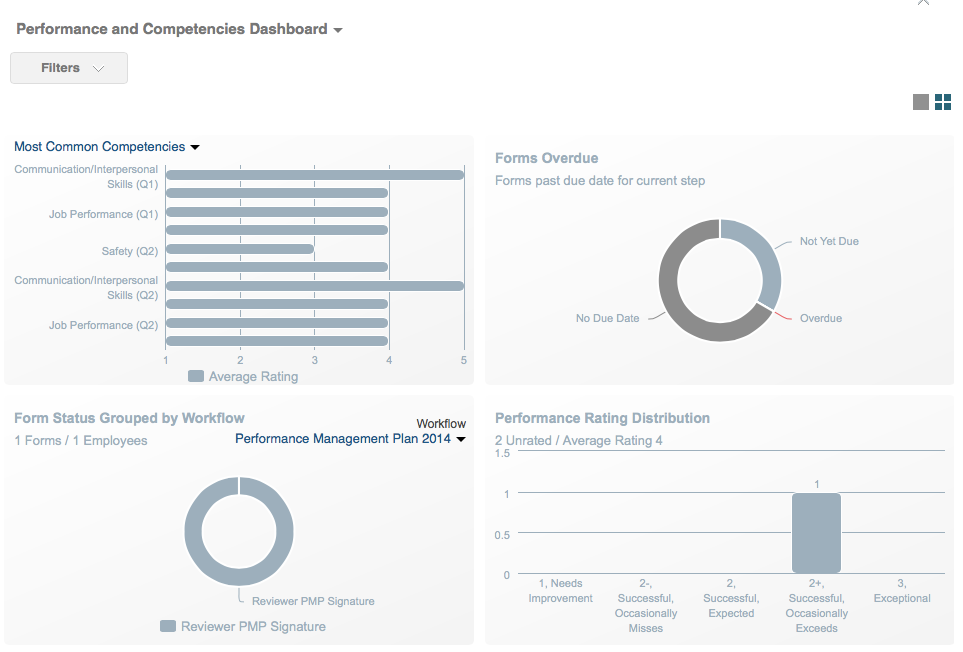 Performance and Competencies Dashboard
Filters
Most Common Competencies
Communication/Interpersonal
Skills (Q1)
Job Performance (Q1)
Safety (Q2)
Communication/Interpersonal
Skills (Q2)
Job Performance (Q2)
1 2 3 4 5
Average Rating
Forms Overdue
Forms past due date for current step
Not Yet Due
No Due Date
Overdue
Form Status Grouped by Workflow
1 Forms / 1 Employees
Workflow
Performance Management Plan 2014
Reviewer PMP Signature
Reviewer PMP Signature
Performance Rating Distribution
2 Unrated / Average Rating 4
1.5
1
1
0.5
0
1, Needs
Improvement
2-,
Successful,
Occasionally
Misses
2,
Successful,
Expected
2+,
Successful,
Occasionally
Exceeds
3,
Exceptional